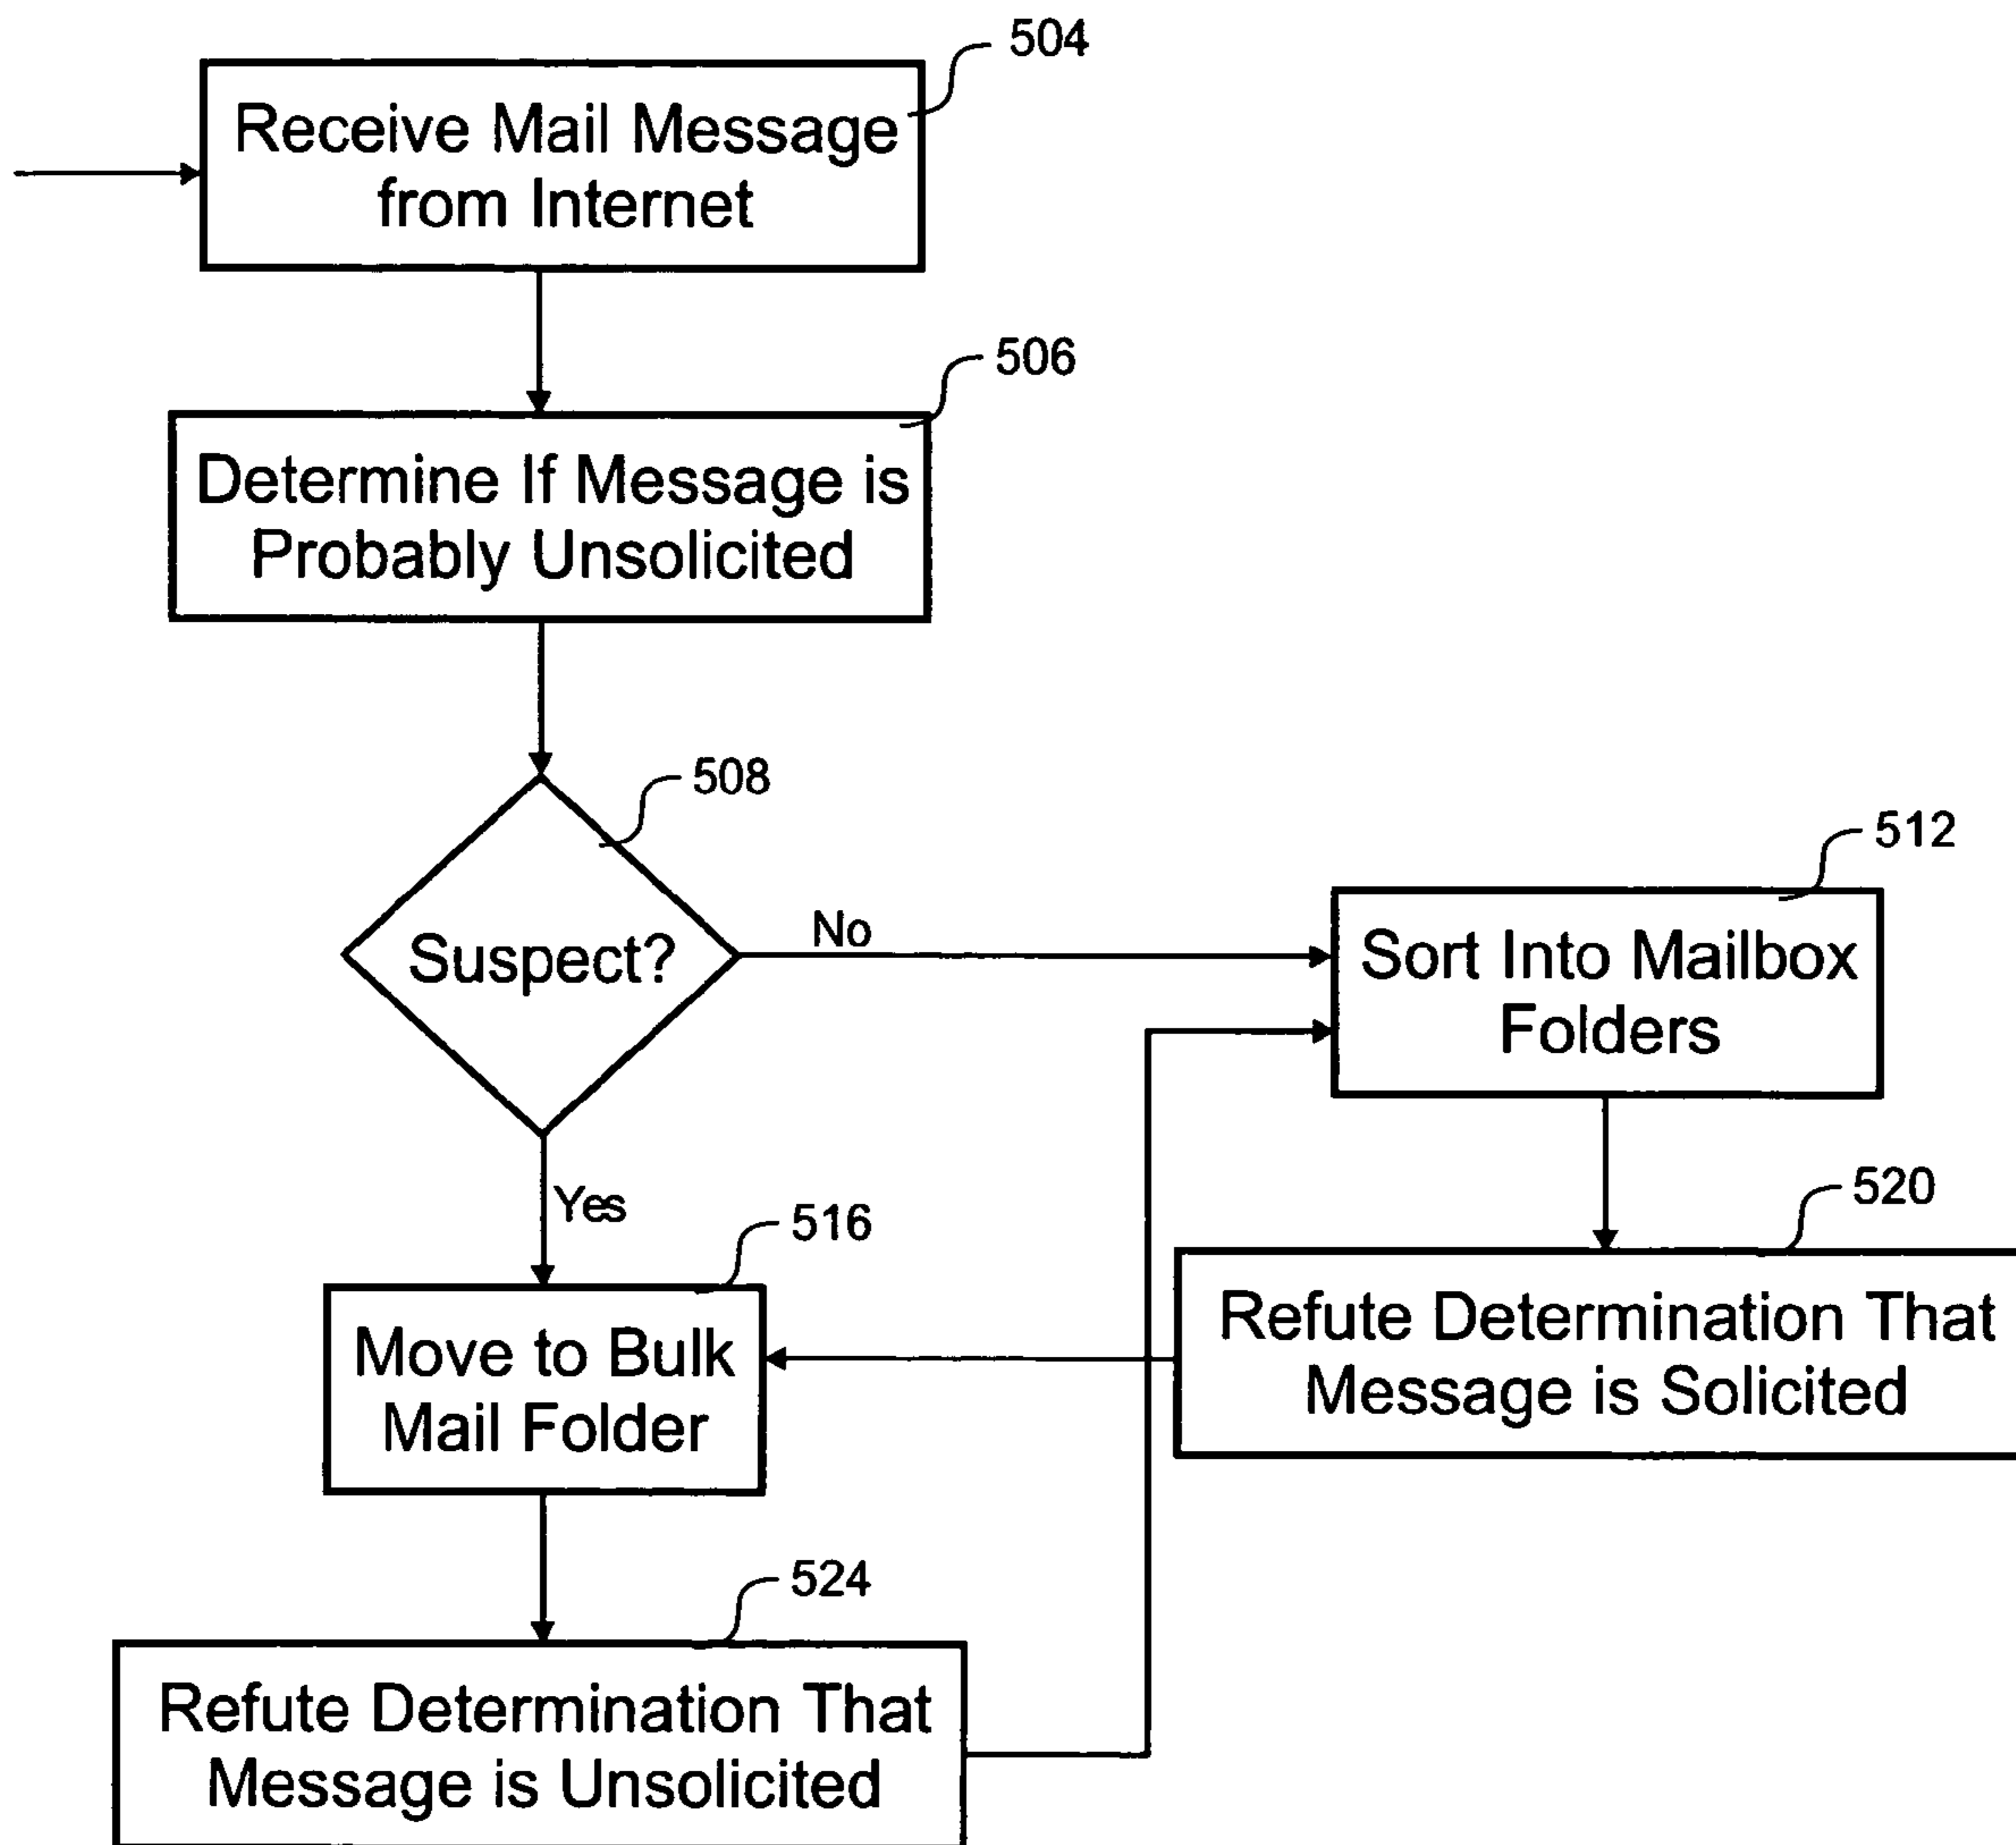 504
Receive Mail Message
from Internet
506
Determine If Message is
Probably Unsolicited
508
Suspect?
No
512
Sort Into Mailbox
Folders
Yes
516
Move to Bulk
Mail Folder
520
Refute Determination That
Message is Solicited
524
Refute Determination That
Message is Unsolicited